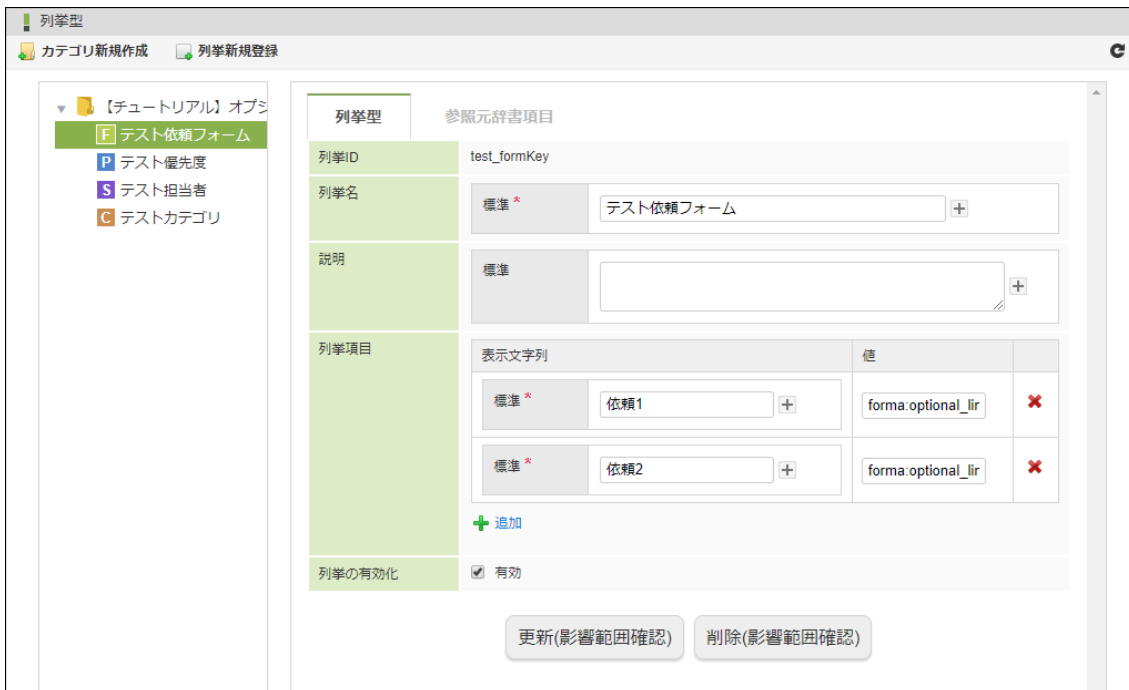 列挙型
カテゴリ新規作成 列挙新規登録
【チュートリアル】オプシ
F テスト依頼フォーム
P テスト優先度
S テスト担当者
C テストカテゴリ
列挙型 参照元辞書項目
列挙ID test_formKey
列挙名 標準 * テスト依頼フォーム
説明 標準
列挙項目 表示文字列 値
標準 * 依頼1 forma:optional_lir
標準 * 依頼2 forma:optional_lir
追加
列挙の有効化 有効
更新(影響範囲確認) 削除(影響範囲確認)